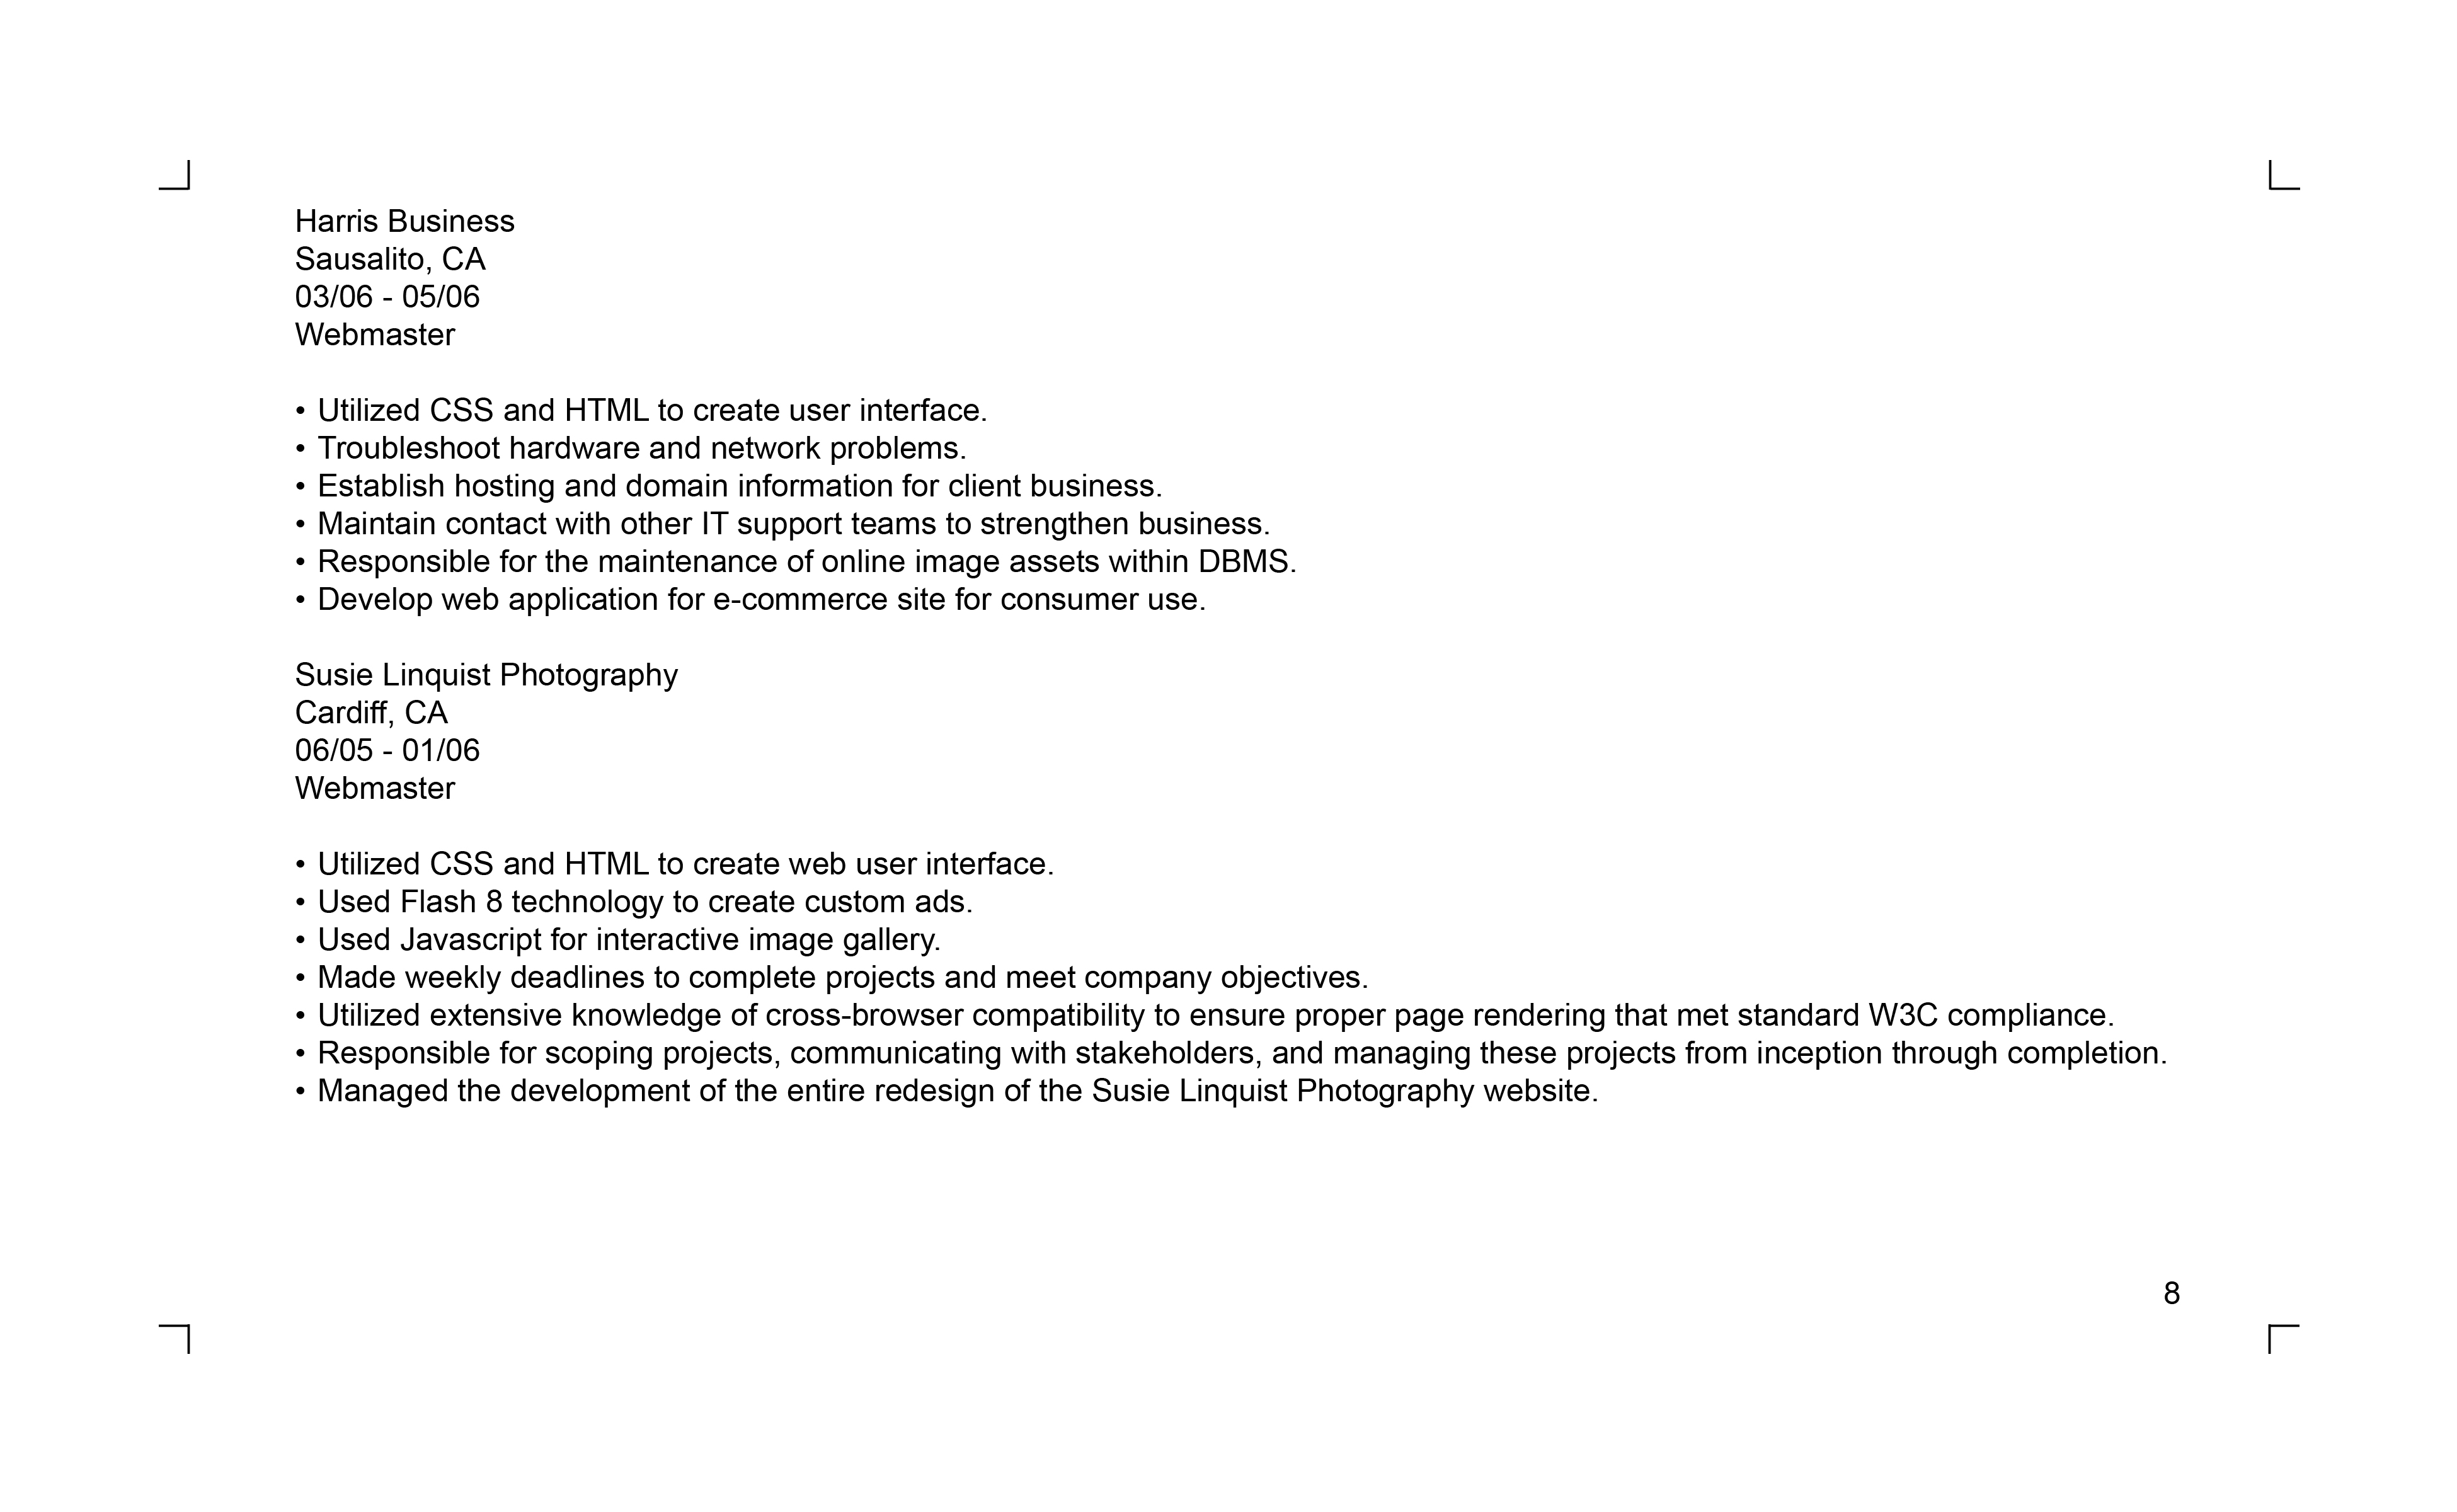 Harris Business
Sausalito, CA
03/06 - 05/06
Webmaster
• Utilized CSS and HTML to create user interface.
• Troubleshoot hardware and network problems.
• Establish hosting and domain information for client business.
• Maintain contact with other IT support teams to strengthen business.
• Responsible for the maintenance of online image assets within DBMS.
• Develop web application for e-commerce site for consumer use.
Susie Linquist Photography
Cardiff, CA
06/05 - 01/06
Webmaster
• Utilized CSS and HTML to create web user interface.
• Used Flash 8 technology to create custom ads.
• Used Javascript for interactive image gallery.
• Made weekly deadlines to complete projects and meet company objectives.
• Utilized extensive knowledge of cross-browser compatibility to ensure proper page rendering that met standard W3C compliance.
• Responsible for scoping projects, communicating with stakeholders, and managing these projects from inception through completion.
• Managed the development of the entire redesign of the Susie Linquist Photography website.
8